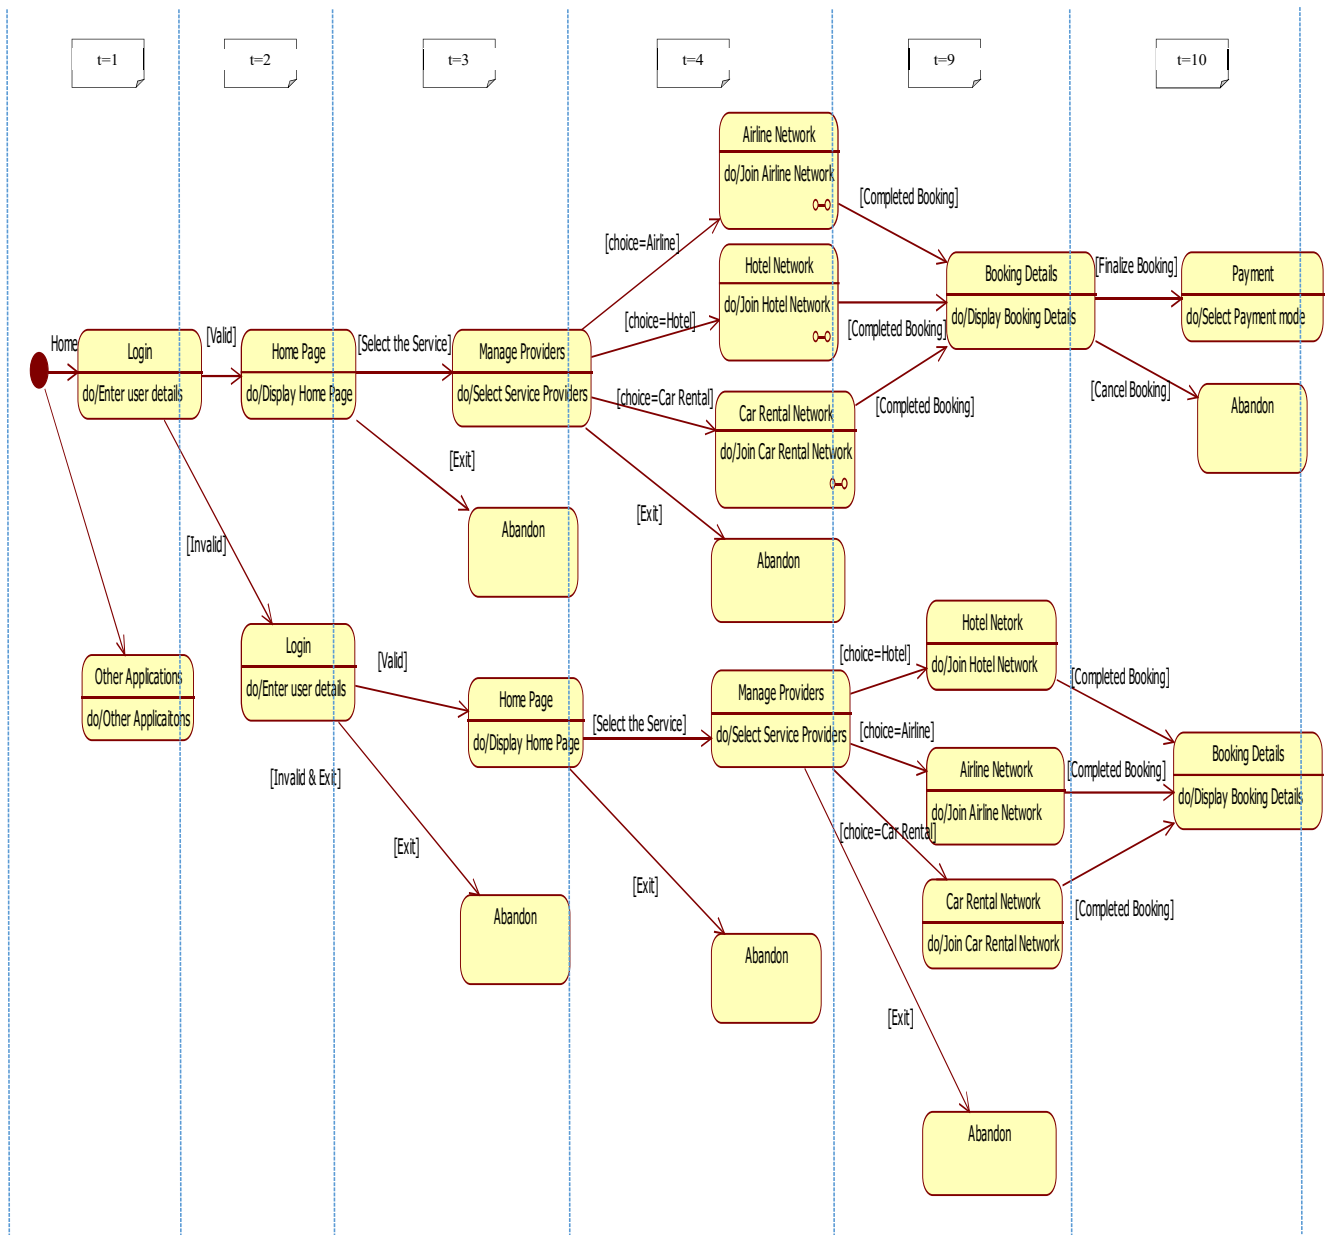 t=1
t=2
t=3
t=4
t=9
t=10
Airline Network
do/Join Airline Network
[Completed Booking]
[choice=Airline]
Hotel Network
do/Join Hotel Network
[choice=Hotel]
[Completed Booking]
Booking Details
do/Display Booking Details
[Finalize Booking]
Payment
do/Select Payment mode
Home
Login
do/Enter user details
[Valid]
Home Page
do/Display Home Page
[Select the Service]
Manage Providers
do/Select Service Providers
[choice=Car Rental]
Car Rental Network
do/Join Car Rental Network
[Completed Booking]
[Cancel Booking]
Abandon
[Exit]
Abandon
[Exit]
Abandon
[Invalid]
Other Applications
do/Other Applicaitons
Login
do/Enter user details
[Valid]
Home Page
do/Display Home Page
[Select the Service]
Manage Providers
do/Select Service Providers
[choice=Hotel]
Hotel Netork
do/Join Hotel Network
[Completed Booking]
[choice=Airline]
Airline Network
do/Join Airline Network
[Completed Booking]
Booking Details
do/Display Booking Details
[choice=Car Rental]
Car Rental Network
do/Join Car Rental Network
[Completed Booking]
[Invalid & Exit]
[Exit]
Abandon
[Exit]
Abandon
[Exit]
Abandon